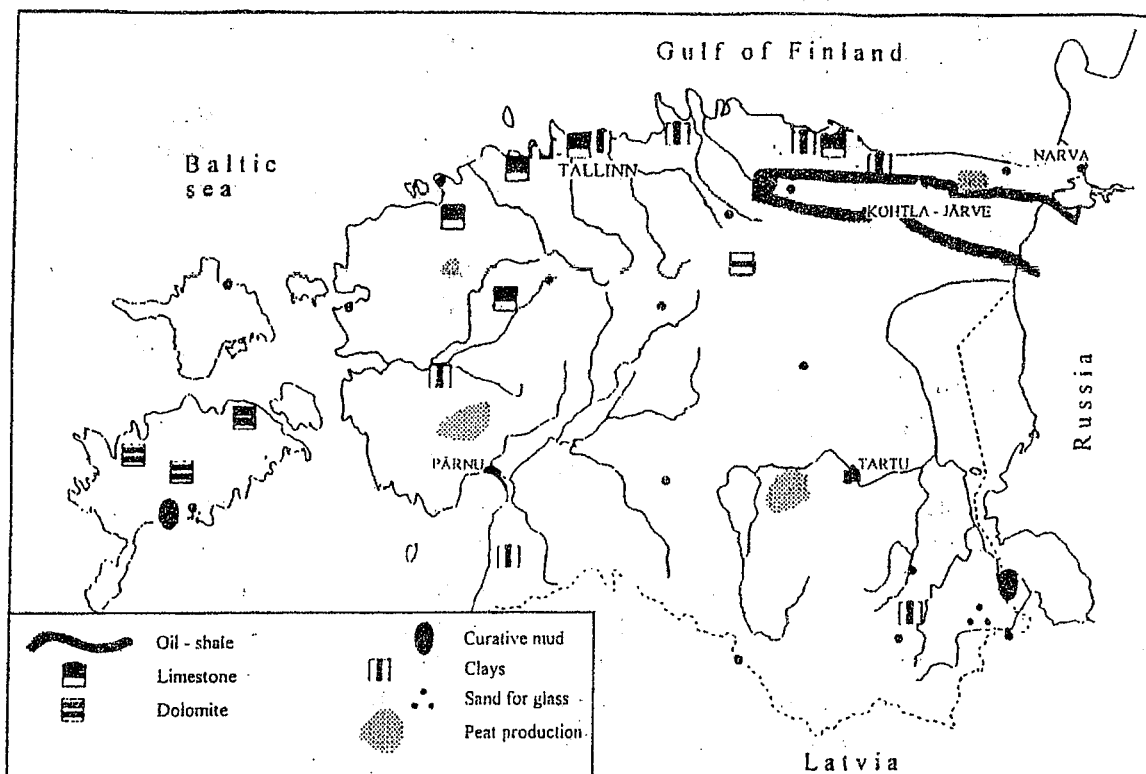 Gulf of Finland
Baltic
sea
TALLINN
NARVA
KOHTLA - JÄRVE
Russia
PÄRNU
TARTU
Latvia
Oil - shale
Limestone
Dolomite
Curative mud
Clays
Sand for glass
Peat production